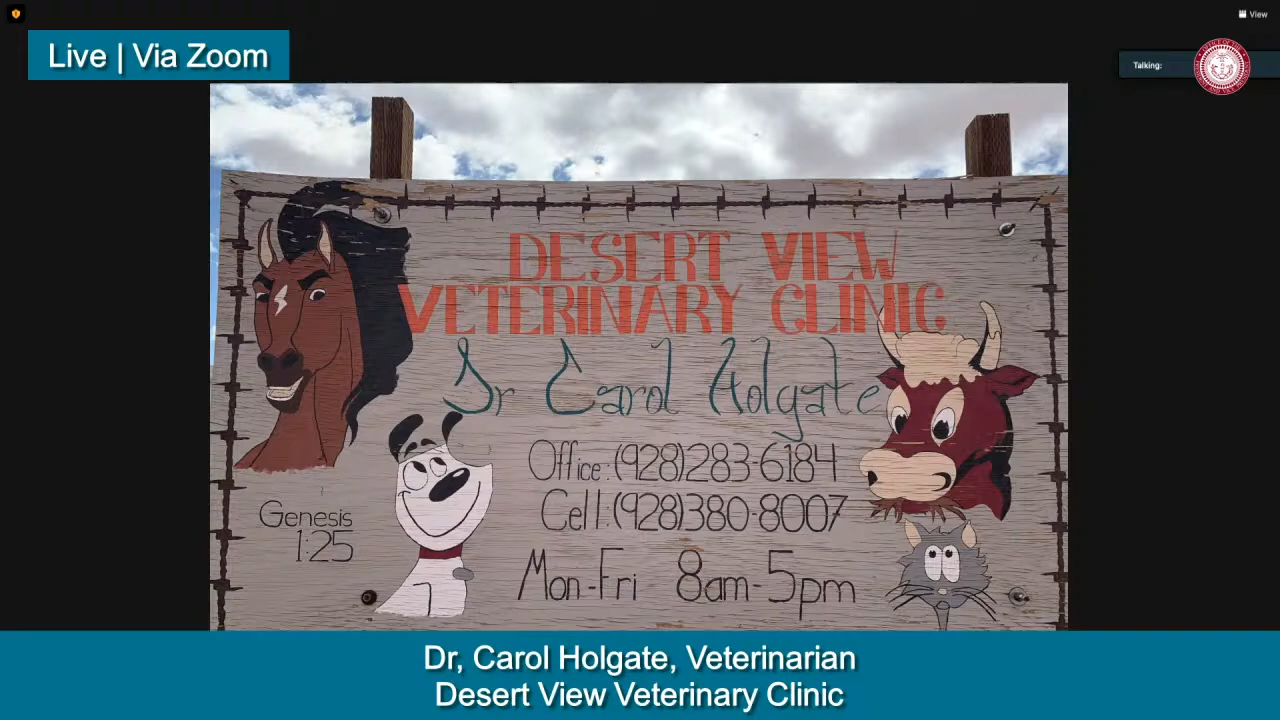 View
Live | Via Zoom
Talking:
DESERT VIEW
VETERINARY CLINIC
Dr Carol Holgate
Office:(928)283-6184
Cell:(928)380-8007
Mon-Fri 8am-5pm
Genesis
1:25
Dr, Carol Holgate, Veterinarian
Desert View Veterinary Clinic